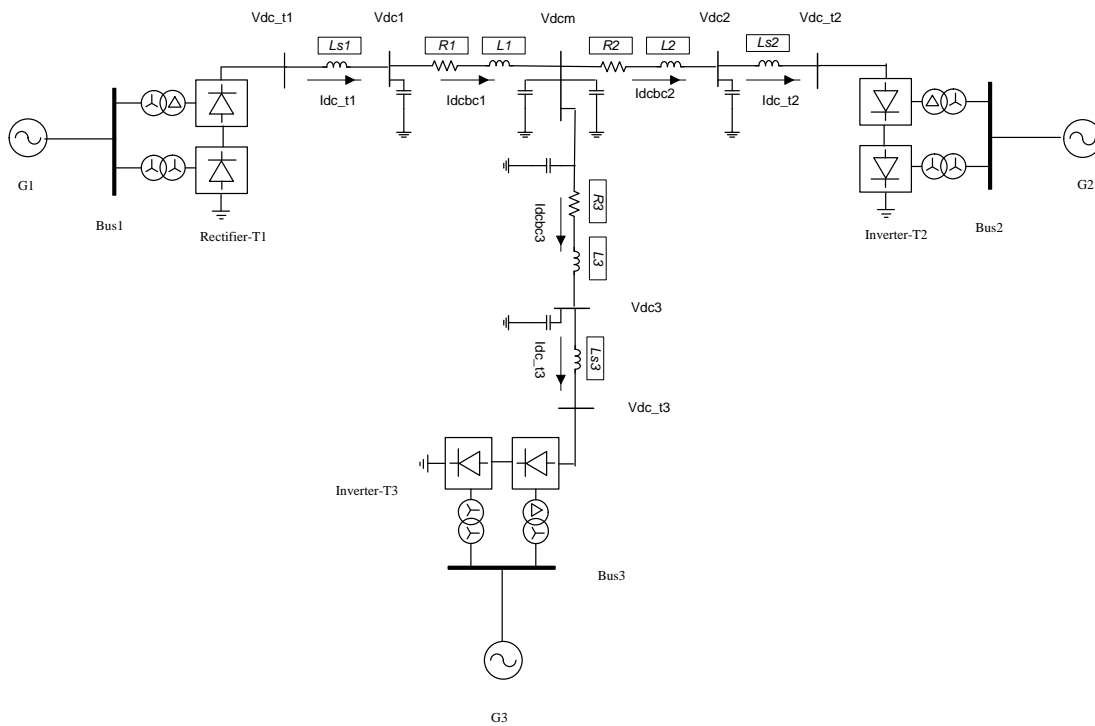 Vdc_t1
Vdc1
Vdcm
Vdc2
Vdc_t2
Ls1
R1
L1
R2
L2
Ls2
Idc_t1
Idcbc1
Idcbc2
Idc_t2
G1
G2
Bus1
Rectifier-T1
Inverter-T2
Bus2
Idcbc3
R3
L3
Vdc3
Idc_t3
Ls3
Vdc_t3
Inverter-T3
Bus3
G3